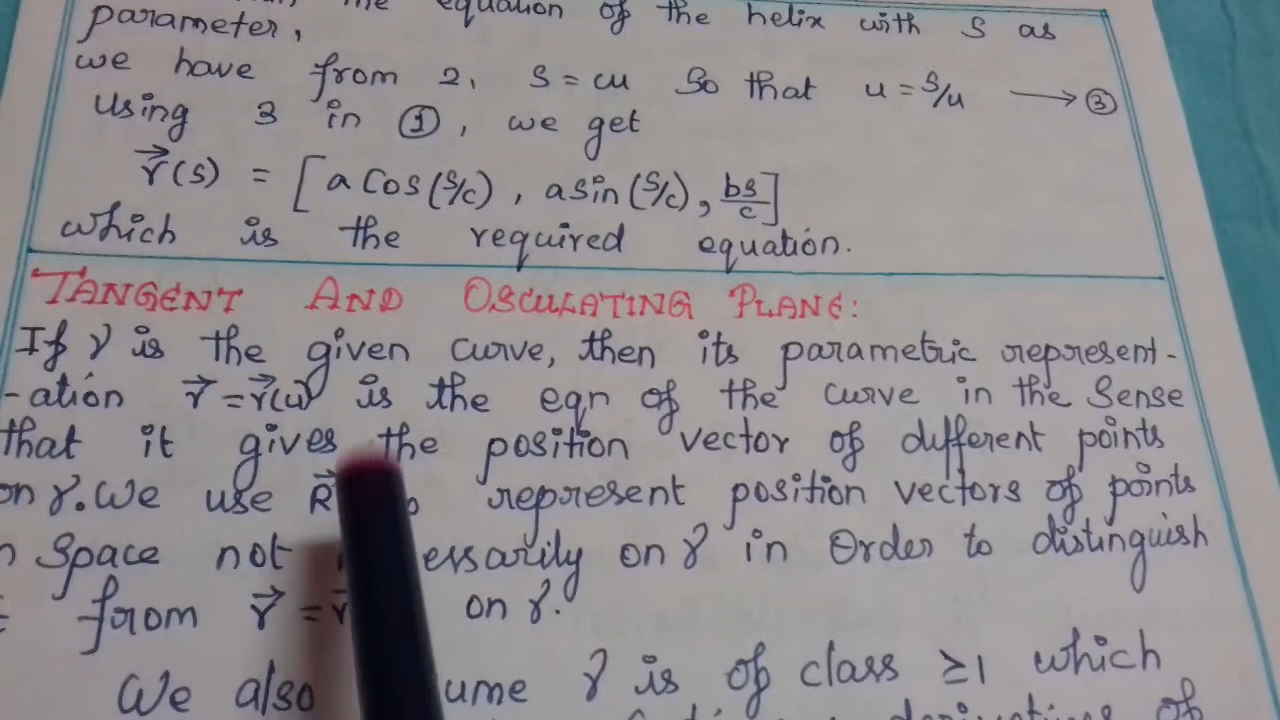 the equation of the helix with S as
parameter,
we have from 2, S = cu So that u = S/u → ③
using 3 in ①, we get
r⃗(s) = [a Cos(S/c), a sin(S/c), bs/c]
which is the required equation.
TANGENT AND OSCULATING PLANE:
If γ is the given curve, then its parametric represent-
-ation r⃗ = r⃗(u) is the eqn of the curve in the Sense
that it gives the position vector of different points
on γ. We use R⃗ represent position vectors of points
Space not essarily on γ in Order to distinguish
from r⃗ = r⃗ on γ.
We also ume γ is of class ≥1 which
of